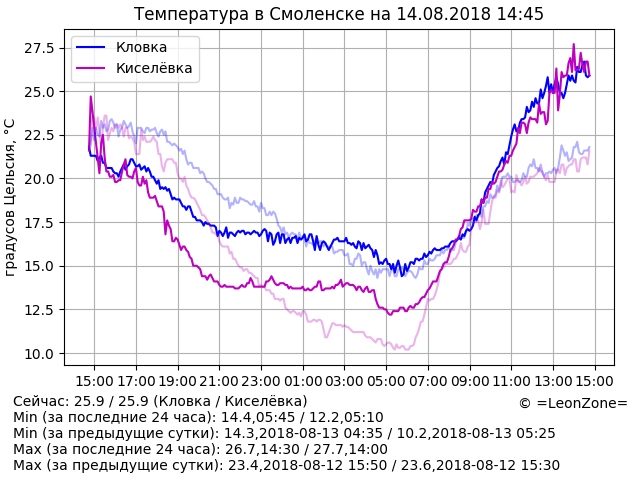 Температура в Смоленске на 14.08.2018 14:45
градусов Цельсия, °C
27.5
25.0
22.5
20.0
17.5
15.0
12.5
10.0
Кловка
Киселёвка
15:00 17:00 19:00 21:00 23:00 01:00 03:00 05:00 07:00 09:00 11:00 13:00 15:00
Сейчас: 25.9 / 25.9 (Кловка / Киселёвка)
© =LeonZone=
Min (за последние 24 часа): 14.4,05:45 / 12.2,05:10
Min (за предыдущие сутки): 14.3,2018-08-13 04:35 / 10.2,2018-08-13 05:25
Max (за последние 24 часа): 26.7,14:30 / 27.7,14:00
Max (за предыдущие сутки): 23.4,2018-08-12 15:50 / 23.6,2018-08-12 15:30